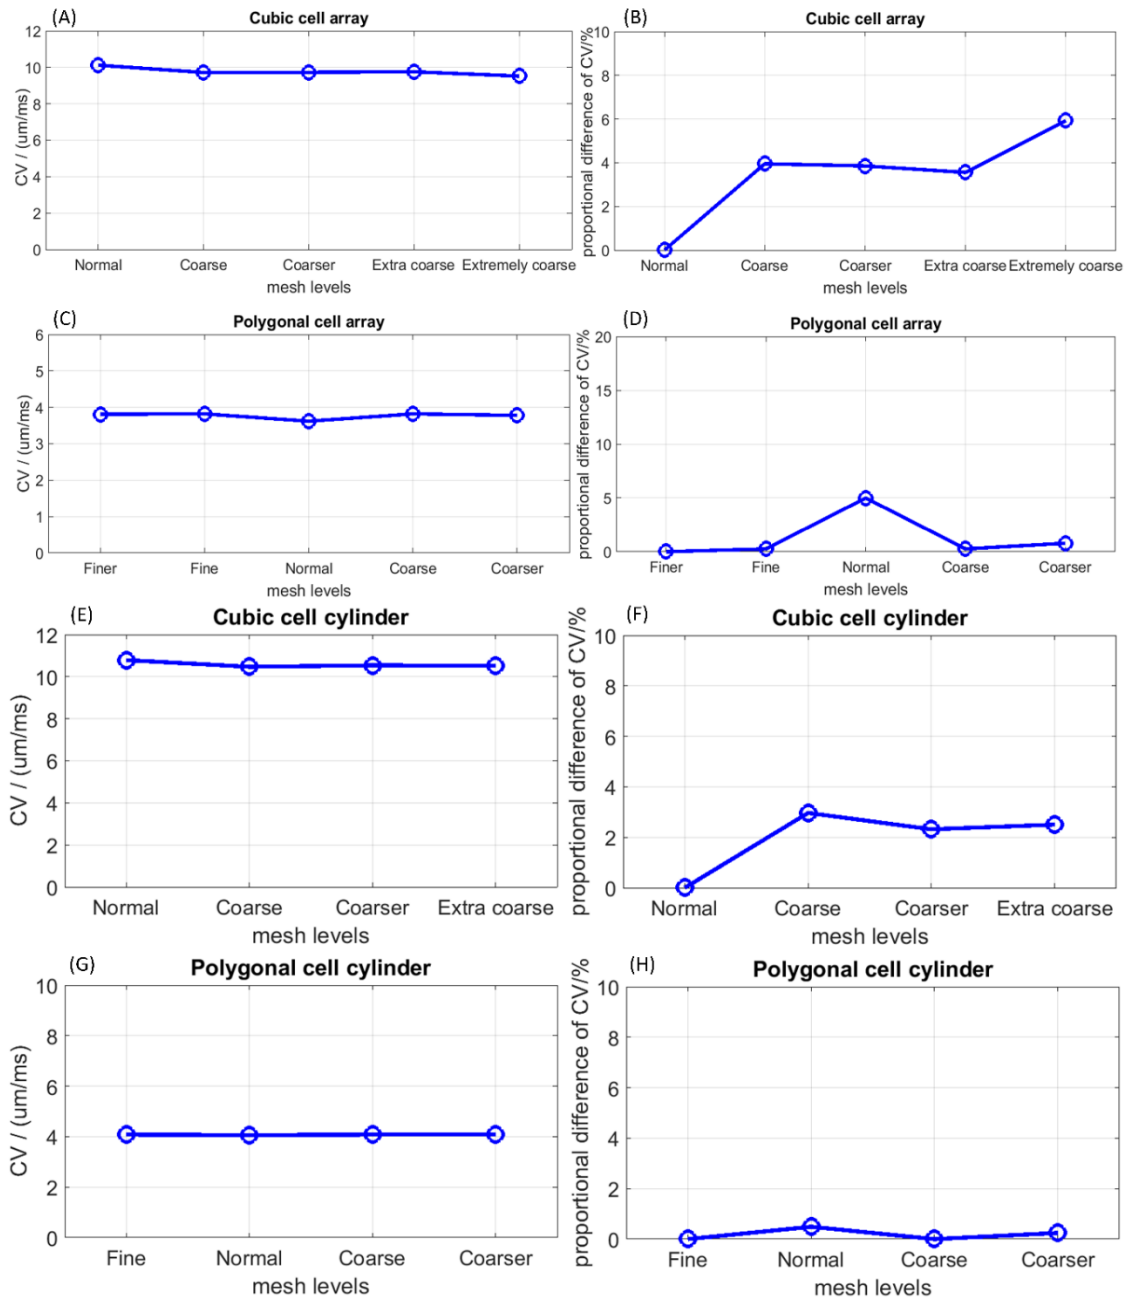 (A)
Cubic cell array
CV / (um/ms)
12
10
8
6
4
2
0
Normal Coarse Coarser Extra coarse Extremely coarse
mesh levels
(B)
Cubic cell array
proportional difference of CV/%
10
8
6
4
2
0
Normal Coarse Coarser Extra coarse Extremely coarse
mesh levels
(C)
Polygonal cell array
CV / (um/ms)
6
5
4
3
2
1
0
Finer Fine Normal Coarse Coarser
mesh levels
(D)
Polygonal cell array
proportional difference of CV/%
20
15
10
5
0
Finer Fine Normal Coarse Coarser
mesh levels
(E)
Cubic cell cylinder
CV / (um/ms)
12
10
8
6
4
2
0
Normal Coarse Coarser Extra coarse
mesh levels
(F)
Cubic cell cylinder
proportional difference of CV/%
10
8
6
4
2
0
Normal Coarse Coarser Extra coarse
mesh levels
(G)
Polygonal cell cylinder
CV / (um/ms)
10
8
6
4
2
0
Fine Normal Coarse Coarser
mesh levels
(H)
Polygonal cell cylinder
proportional difference of CV/%
10
8
6
4
2
0
Fine Normal Coarse Coarser
mesh levels